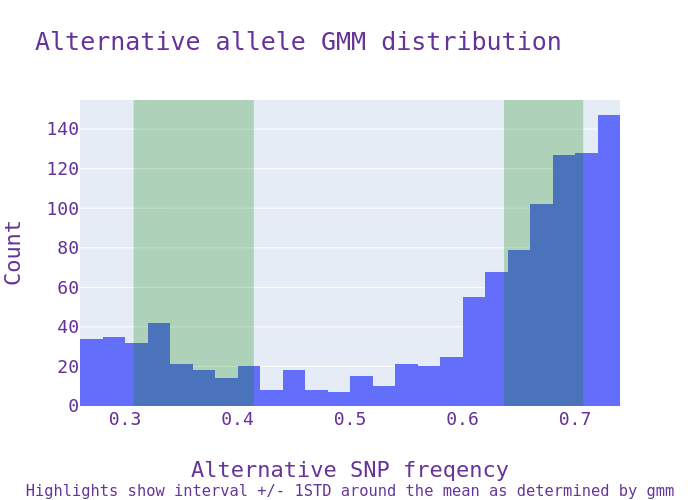 Alternative allele GMM distribution
140
120
100
80
60
40
20
0
Count
0.3 0.4 0.5 0.6 0.7
Alternative SNP freqency
Highlights show interval +/- 1STD around the mean as determined by gmm